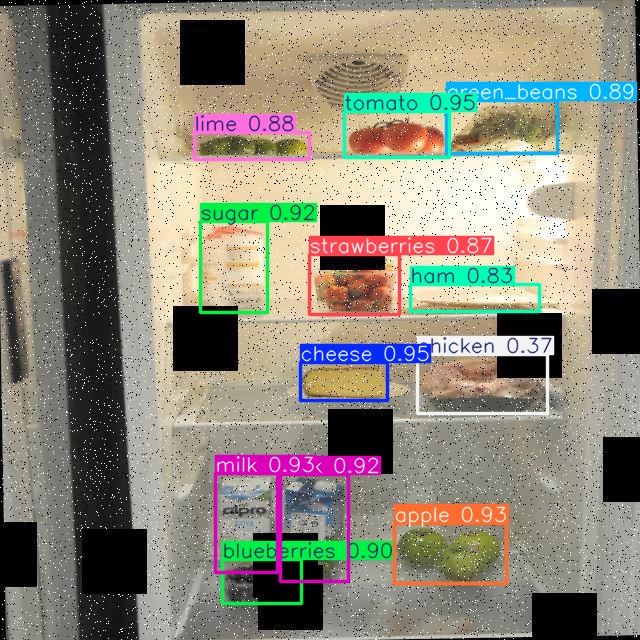 green_beans 0.89
tomato 0.95
lime 0.88
sugar 0.92
strawberries 0.87
ham 0.83
chicken 0.37
cheese 0.95
milk 0.93
0.92
alpro
apple 0.93
blueberries 0.90